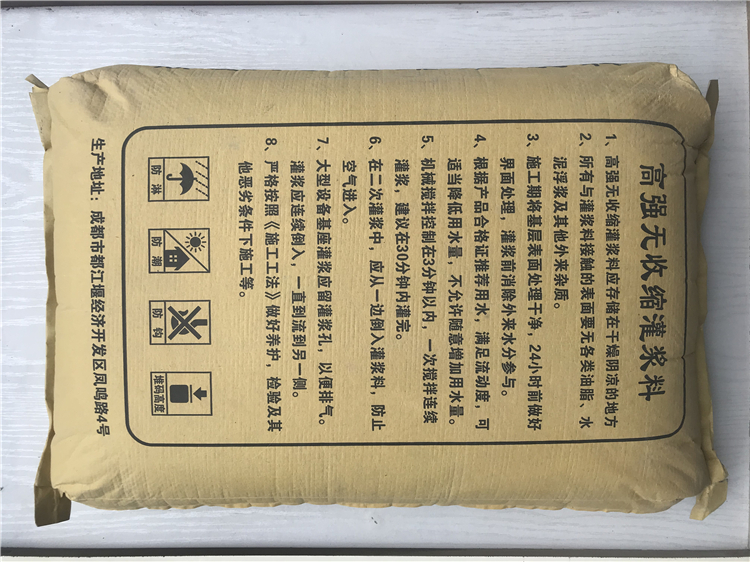 高强无收缩灌浆料
1、高强无收缩灌浆料应存储在干燥阴凉的地方
2、所有与灌浆料接触的表面要无各类油脂、水
泥浮浆及其他外来杂质。
3、施工期将基层表面处理干净，24小时前做好
界面处理，灌浆前消除外来水分参与。
4、根据产品合格证推荐用水，满足流动度，可
适当降低用水量，不允许随意增加用水量。
5、机械搅拌控制在3分钟以内，一次搅拌连续
灌浆，建议在30分钟内灌完。
6、在二次灌浆中，应从一边倒入灌浆料，防止
空气进入。
7、大型设备基座灌浆应留灌浆孔，以便排气。
灌浆应连续倒入，一直到流到另一侧。
8、严格按照《施工工法》做好养护，检验及其
他恶劣条件下施工等。
防淋
防潮
防钩
堆码高度
生产地址：成都市都江堰经济开发区凤鸣路4号